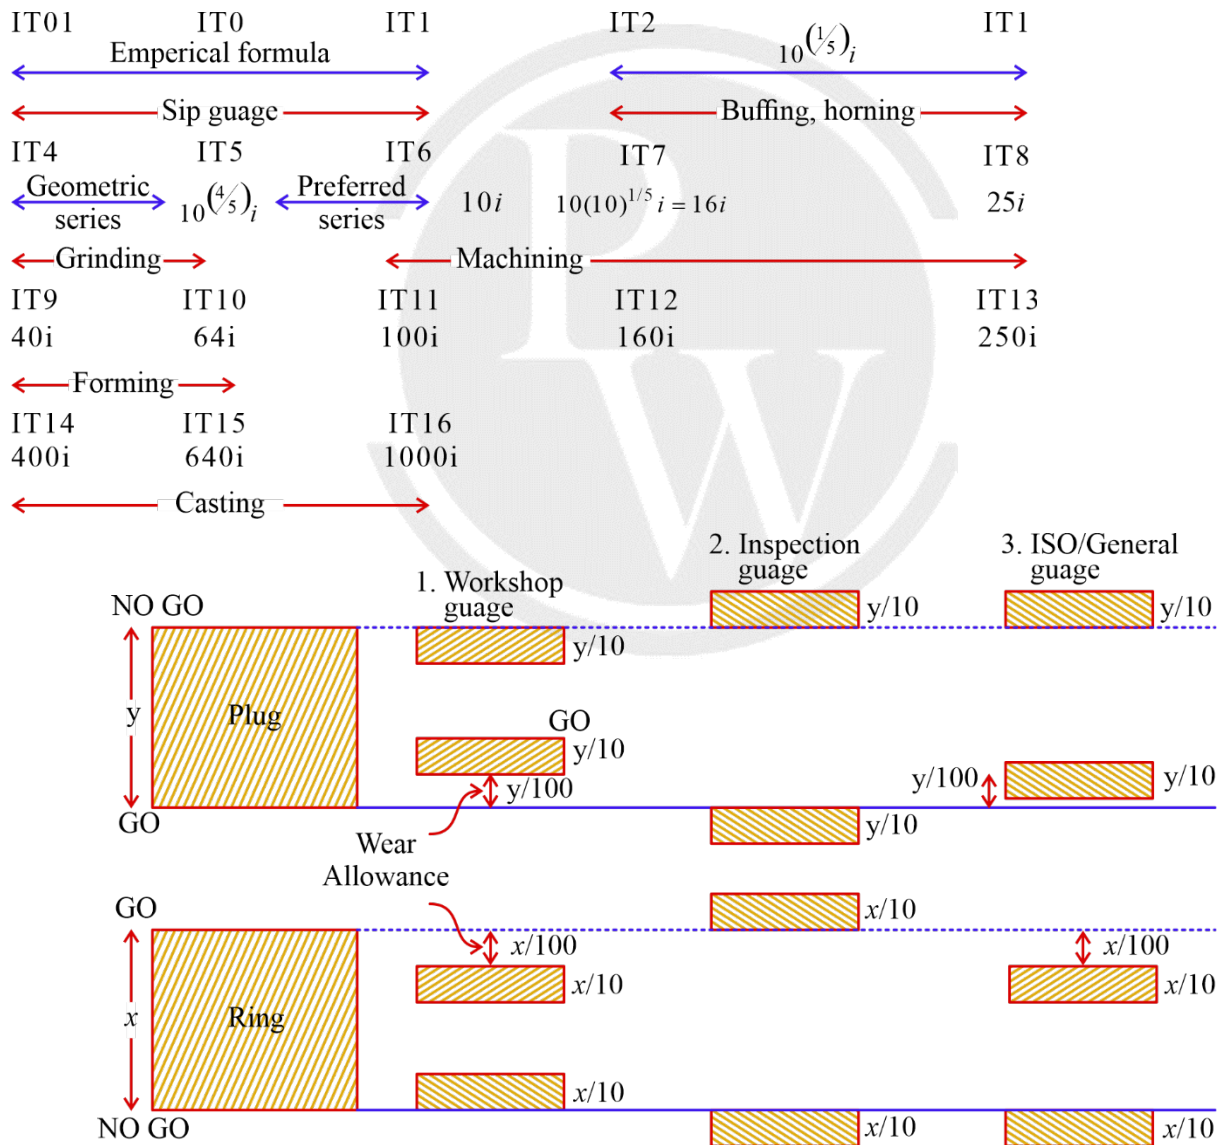 IT01 IT0 IT1 IT2 IT1
Emperical formula 10^(1/5) i
Sip guage Buffing, horning
IT4 IT5 IT6 IT7 IT8
Geometric series 10^(4/5) i Preferred series 10i 10(10)^1/5 i = 16i 25i
Grinding Machining
IT9 IT10 IT11 IT12 IT13
40i 64i 100i 160i 250i
Forming
IT14 IT15 IT16
400i 640i 1000i
Casting
1. Workshop guage
2. Inspection guage
3. ISO/General guage
NO GO
y/10 y/10 y/10
y
Plug
GO
y/10
y/100
y/100
y/10
GO
y/10
Wear
Allowance
GO
x/10
x/100
x/100
x/10
x/10
x
Ring
x/10
NO GO
PW